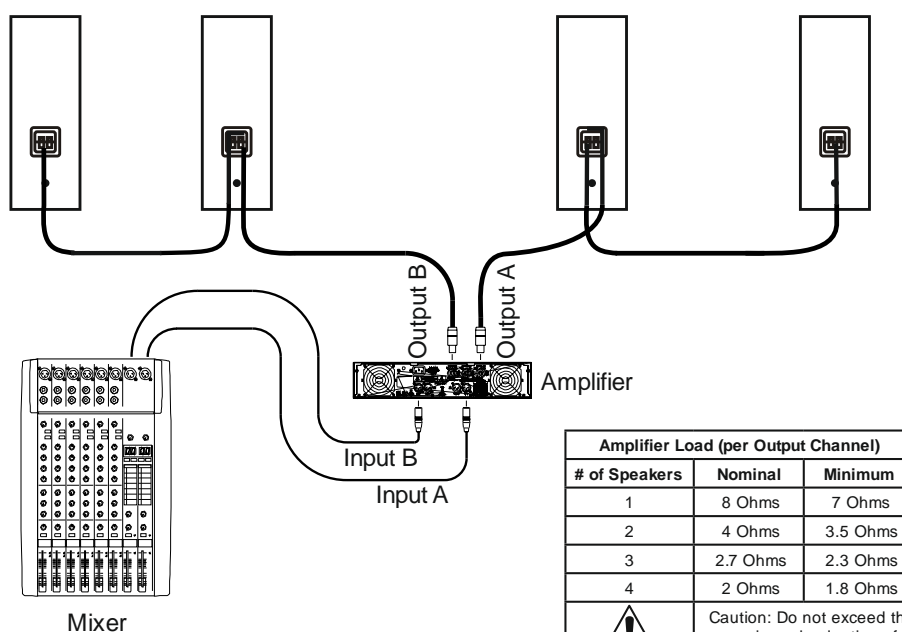 Output B
Output A
Amplifier
Input B
Input A
Mixer
Amplifier Load (per Output Channel)
# of Speakers Nominal Minimum
1 8 Ohms 7 Ohms
2 4 Ohms 3.5 Ohms
3 2.7 Ohms 2.3 Ohms
4 2 Ohms 1.8 Ohms
Caution: Do not exceed th